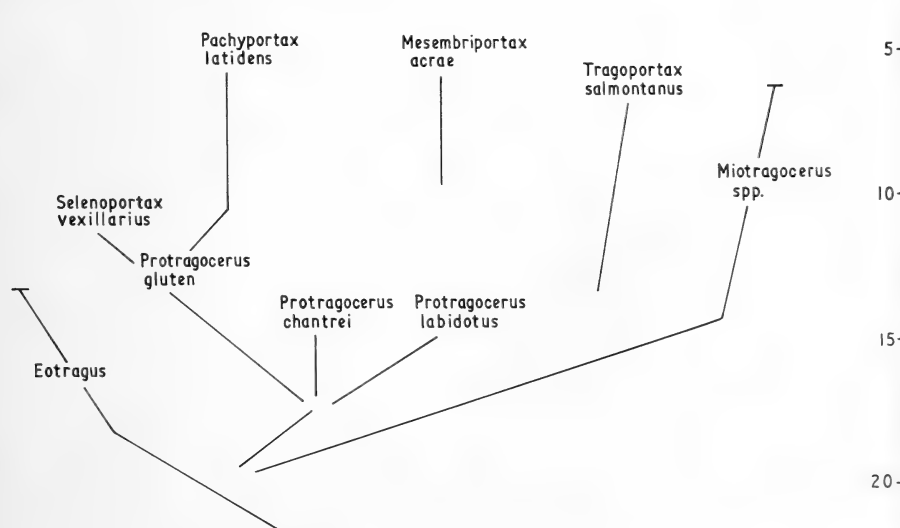 Pachyportax
latidens
Mesembriportax
acrae
5-
Tragoportax
salmontanus
Miotragocerus
spp.
10-
Selenoportax
vexillarius
Protragocerus
gluten
Protragocerus
chantrei
Protragocerus
labidotus
15-
Eotragus
20-